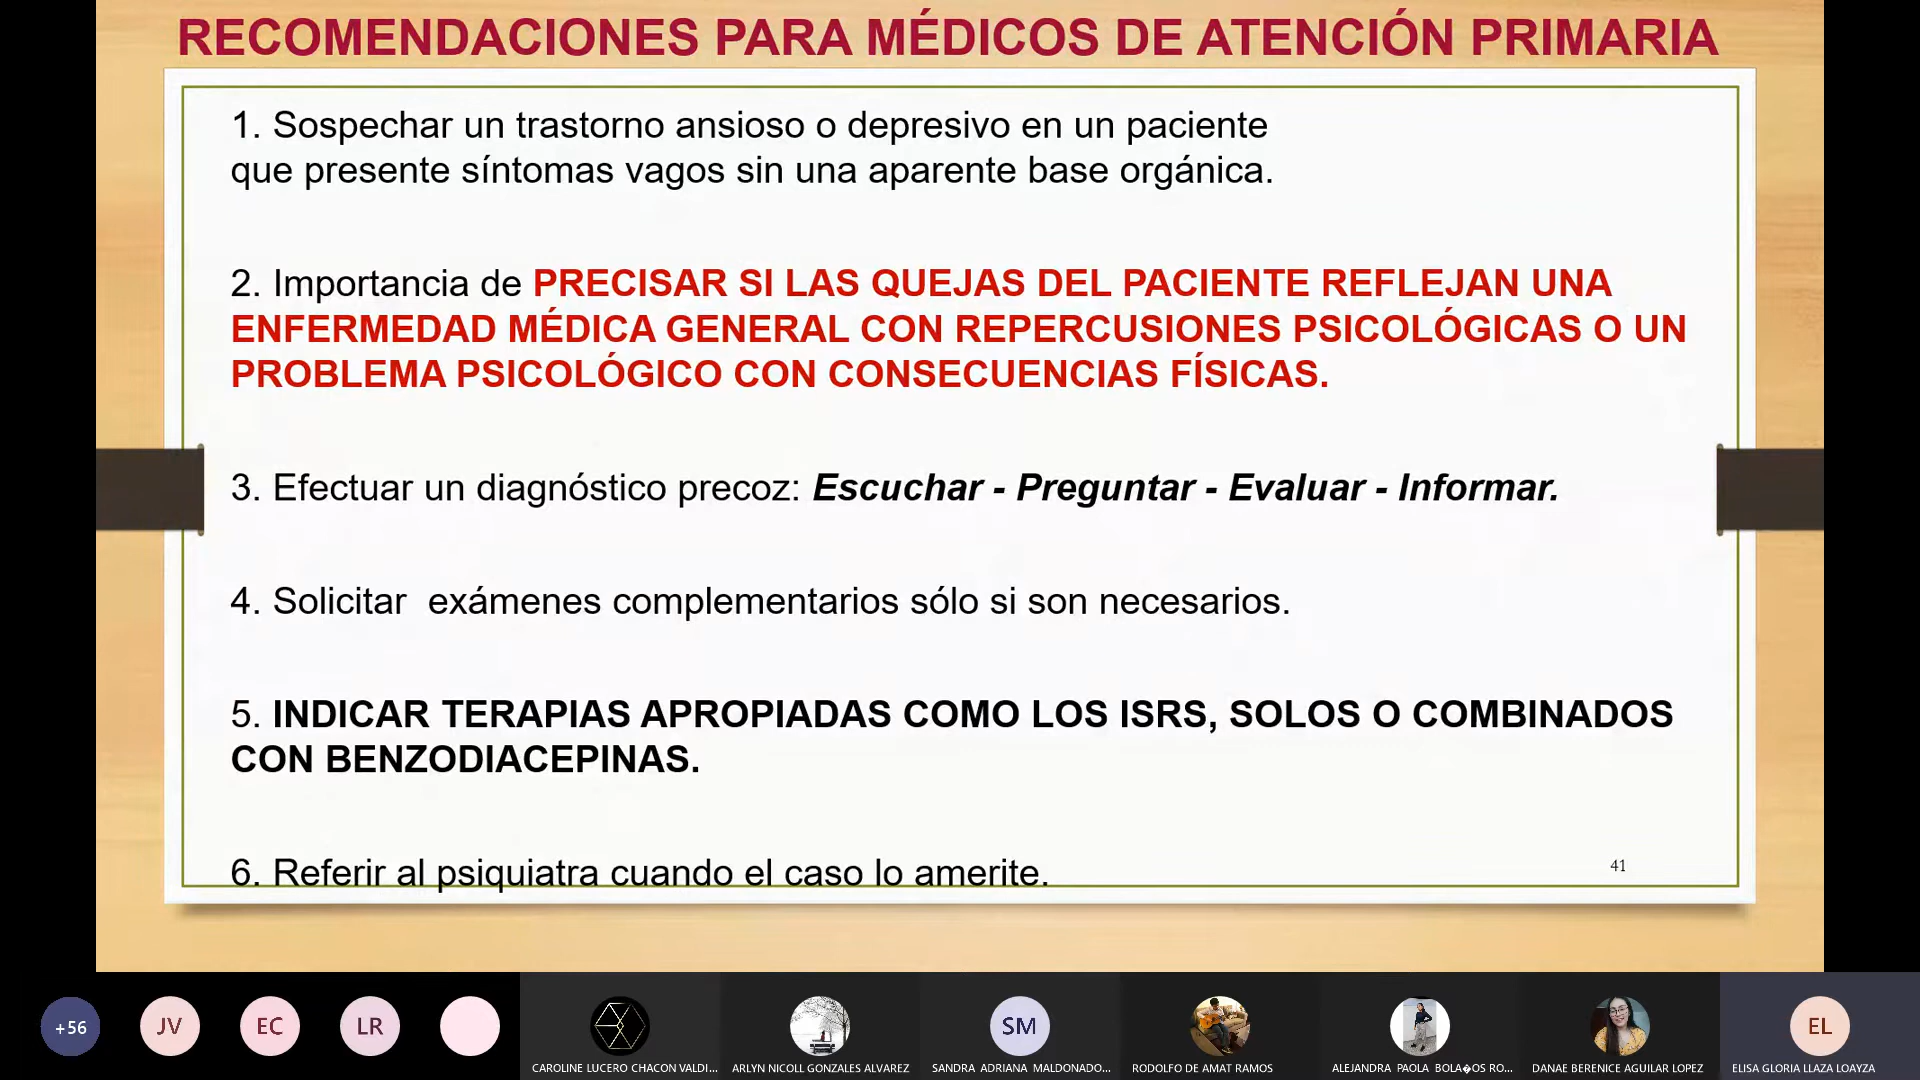 RECOMENDACIONES PARA MÉDICOS DE ATENCIÓN PRIMARIA
1. Sospechar un trastorno ansioso o depresivo en un paciente
que presente síntomas vagos sin una aparente base orgánica.
2. Importancia de PRECISAR SI LAS QUEJAS DEL PACIENTE REFLEJAN UNA
ENFERMEDAD MÉDICA GENERAL CON REPERCUSIONES PSICOLÓGICAS O UN
PROBLEMA PSICOLÓGICO CON CONSECUENCIAS FÍSICAS.
3. Efectuar un diagnóstico precoz: Escuchar - Preguntar - Evaluar - Informar.
4. Solicitar  exámenes complementarios sólo si son necesarios.
5. INDICAR TERAPIAS APROPIADAS COMO LOS ISRS, SOLOS O COMBINADOS
CON BENZODIACEPINAS.
6. Referir al psiquiatra cuando el caso lo amerite.
41
+56
JV
EC
LR
SM
EL
CAROLINE LUCERO CHACON VALDI...
ARLYN NICOLL GONZALES ALVAREZ
SANDRA ADRIANA MALDONADO...
RODOLFO DE AMAT RAMOS
ALEJANDRA PAOLA BOLA�OS RO...
DANAE BERENICE AGUILAR LOPEZ
ELISA GLORIA LLAZA LOAYZA